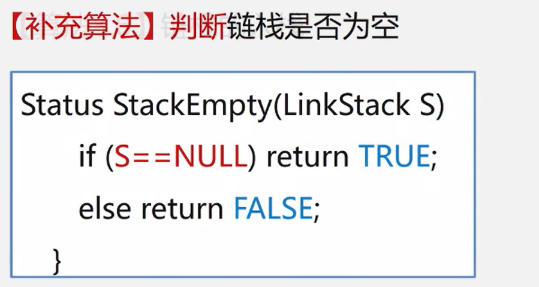 【补充算法】判断链栈是否为空
Status StackEmpty(LinkStack S)
if (S==NULL) return TRUE;
else return FALSE;
}